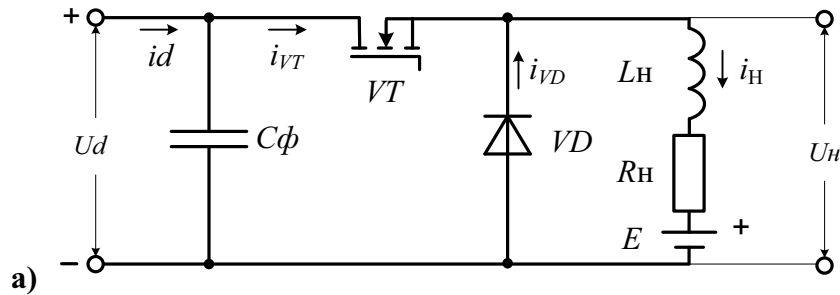 +
id
iVT
VT
iVD
Lн
iн
Ud
Cф
VD
Uн
Rн
E
+
а)
−